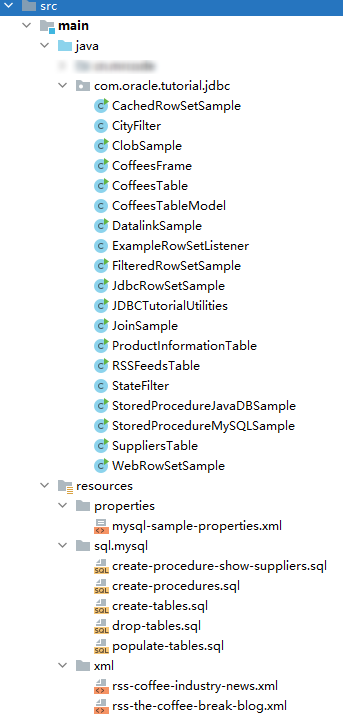 src
main
java
com.oracle.tutorial.jdbc
CachedRowSetSample
CityFilter
ClobSample
CoffeesFrame
CoffeesTable
CoffeesTableModel
DatalinkSample
ExampleRowSetListener
FilteredRowSetSample
JdbcRowSetSample
JDBCTutorialUtilities
JoinSample
ProductInformationTable
RSSFeedsTable
StateFilter
StoredProcedureJavaDBSample
StoredProcedureMySQLSample
SuppliersTable
WebRowSetSample
resources
properties
mysql-sample-properties.xml
sql.mysql
create-procedure-show-suppliers.sql
create-procedures.sql
create-tables.sql
drop-tables.sql
populate-tables.sql
xml
rss-coffee-industry-news.xml
rss-the-coffee-break-blog.xml